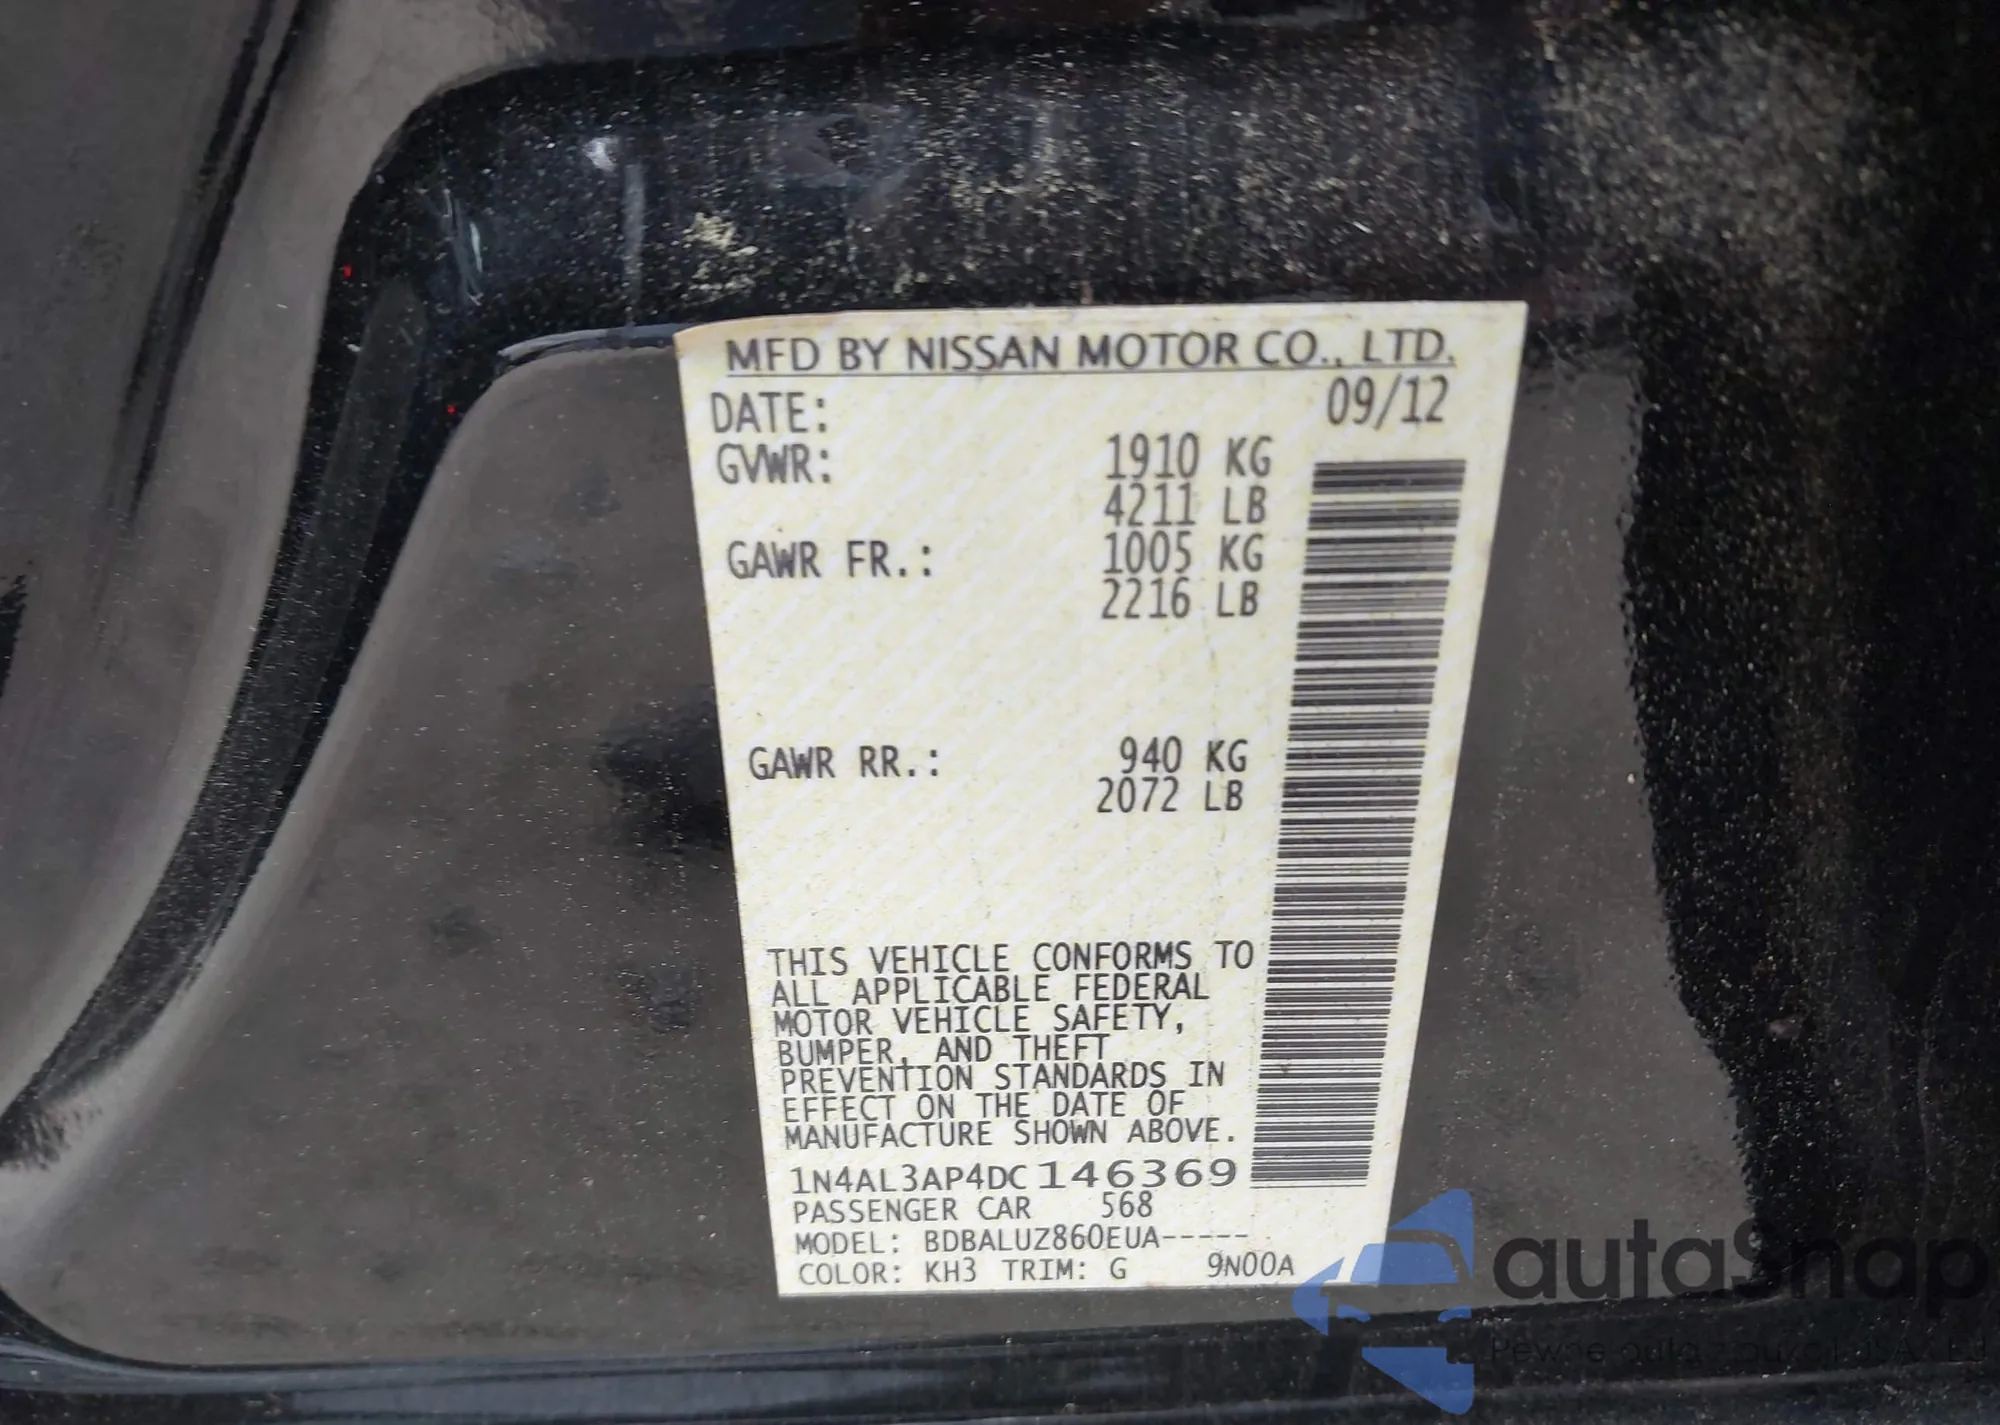 MFD BY NISSAN MOTOR CO., LTD.
DATE: 09/12
GVWR: 1910 KG
4211 LB
GAWR FR.: 1005 KG
2216 LB
GAWR RR.: 940 KG
2072 LB
THIS VEHICLE CONFORMS TO
ALL APPLICABLE FEDERAL
MOTOR VEHICLE SAFETY,
BUMPER, AND THEFT
PREVENTION STANDARDS IN
EFFECT ON THE DATE OF
MANUFACTURE SHOWN ABOVE.
1N4AL3AP4DC146369
PASSENGER CAR 568
MODEL: BDBALUZ860EUA-----
COLOR: KH3 TRIM: G 9N00A
autaSnap
Pewne auta z